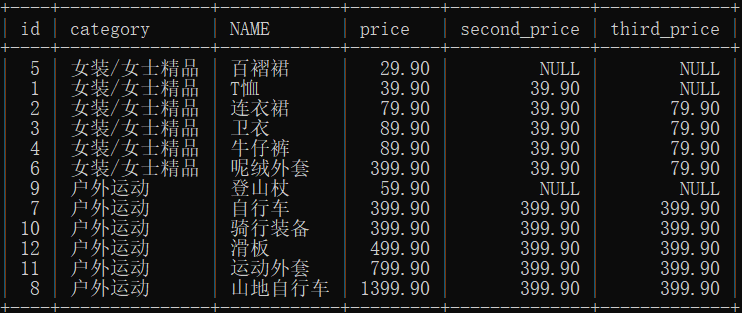 id category NAME price second_price third_price
5 女装/女士精品 百褶裙 29.90 NULL NULL
1 女装/女士精品 T恤 39.90 39.90 NULL
2 女装/女士精品 连衣裙 79.90 39.90 79.90
3 女装/女士精品 卫衣 89.90 39.90 79.90
4 女装/女士精品 牛仔裤 89.90 39.90 79.90
6 女装/女士精品 呢绒外套 399.90 39.90 79.90
9 户外运动 登山杖 59.90 NULL NULL
7 户外运动 自行车 399.90 399.90 399.90
10 户外运动 骑行装备 399.90 399.90 399.90
12 户外运动 滑板 499.90 399.90 399.90
11 户外运动 运动外套 799.90 399.90 399.90
8 户外运动 山地自行车 1399.90 399.90 399.90